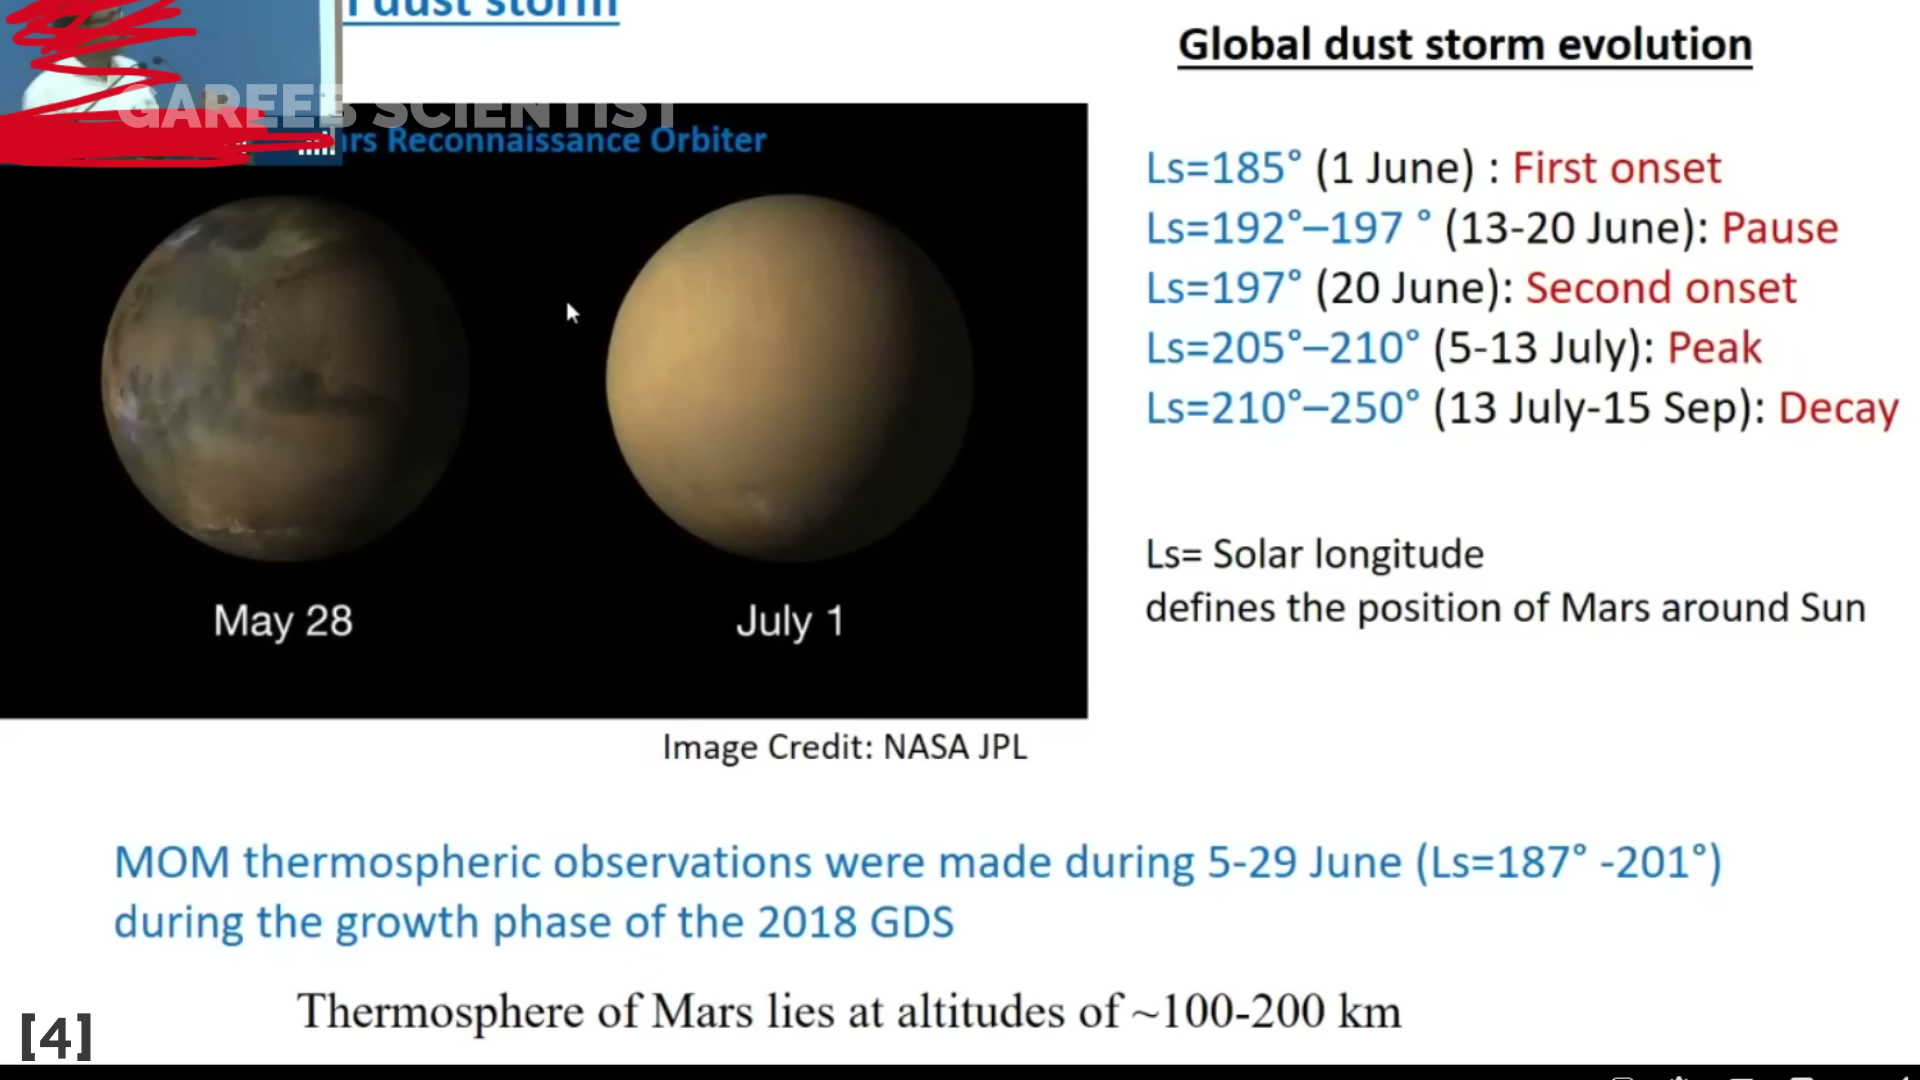 dust storm
Global dust storm evolution
GAREEB SCIENTIST
Reconnaissance Orbiter
Ls=185° (1 June) : First onset
Ls=192°–197 ° (13-20 June): Pause
Ls=197° (20 June): Second onset
Ls=205°–210° (5-13 July): Peak
Ls=210°–250° (13 July-15 Sep): Decay
Ls= Solar longitude
defines the position of Mars around Sun
May 28
July 1
Image Credit: NASA JPL
MOM thermospheric observations were made during 5-29 June (Ls=187° -201°)
during the growth phase of the 2018 GDS
Thermosphere of Mars lies at altitudes of ~100-200 km
[4]